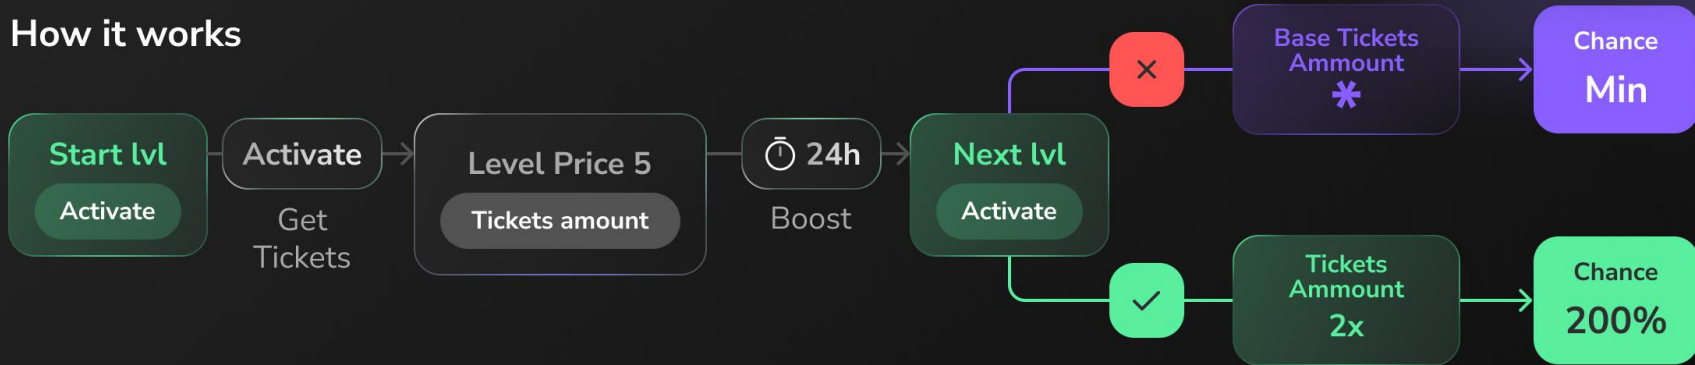 How it works
Start lvl
Activate
Activate
Get
Tickets
Level Price 5
Tickets amount
24h
Boost
Next lvl
Activate
Base Tickets
Ammount
*
Chance
Min
Tickets
Ammount
2x
Chance
200%